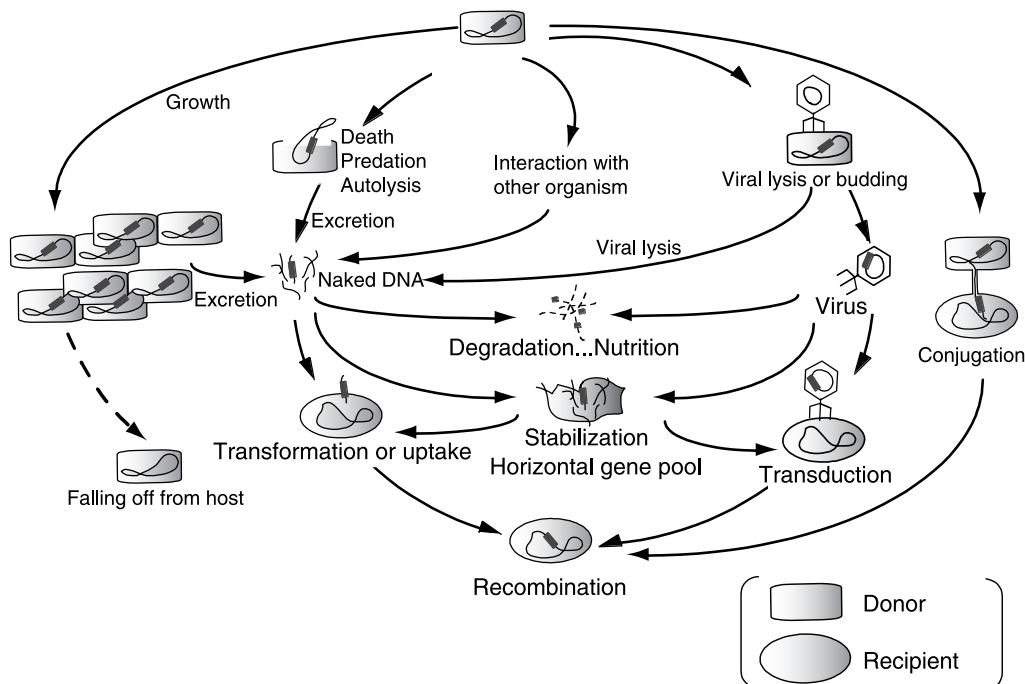 Growth
Death
Predation
Autolysis
Interaction with
other organism
Viral lysis or budding
Excretion
Viral lysis
Excretion
Naked DNA
Virus
Degradation...Nutrition
Conjugation
Transformation or uptake
Stabilization
Horizontal gene pool
Transduction
Falling off from host
Recombination
Donor
Recipient